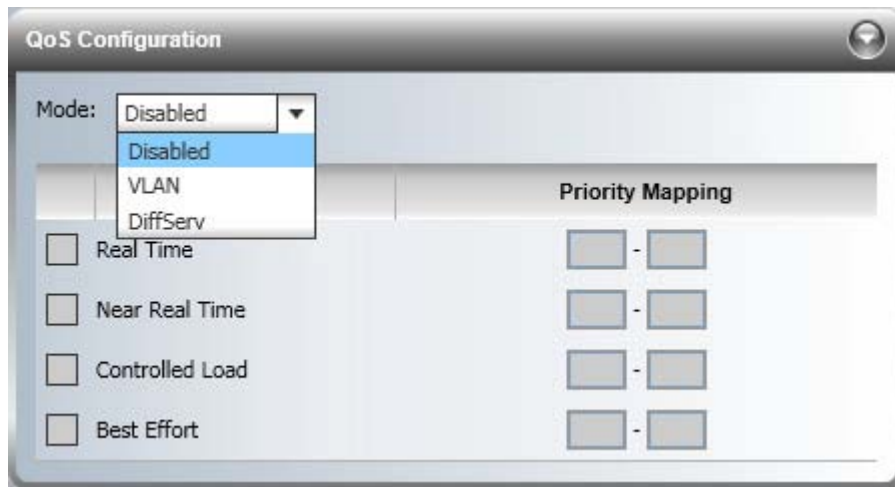 QoS Configuration
Mode: Disabled
Disabled
VLAN
DiffServ
Priority Mapping
Real Time -
Near Real Time -
Controlled Load -
Best Effort -